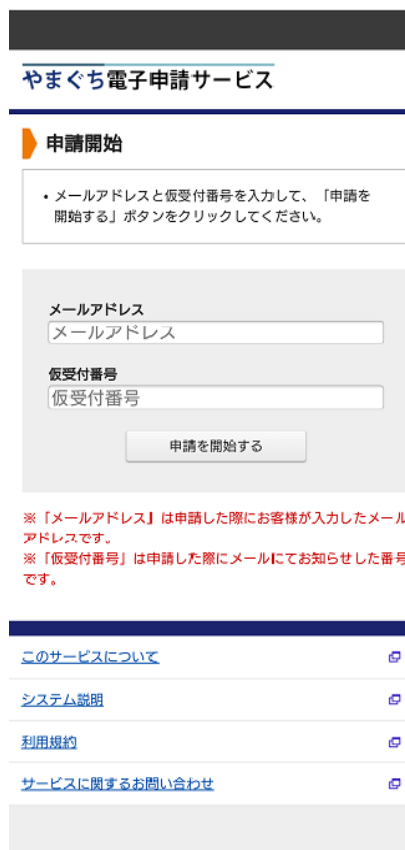 やまぐち電子申請サービス
申請開始
・メールアドレスと仮受付番号を入力して、「申請を
開始する」ボタンをクリックしてください。
メールアドレス
メールアドレス
仮受付番号
仮受付番号
申請を開始する
※「メールアドレス」は申請した際にお客様が入力したメール
アドレスです。
※「仮受付番号」は申請した際にメールにてお知らせした番号
です。
このサービスについて
システム説明
利用規約
サービスに関するお問い合わせ